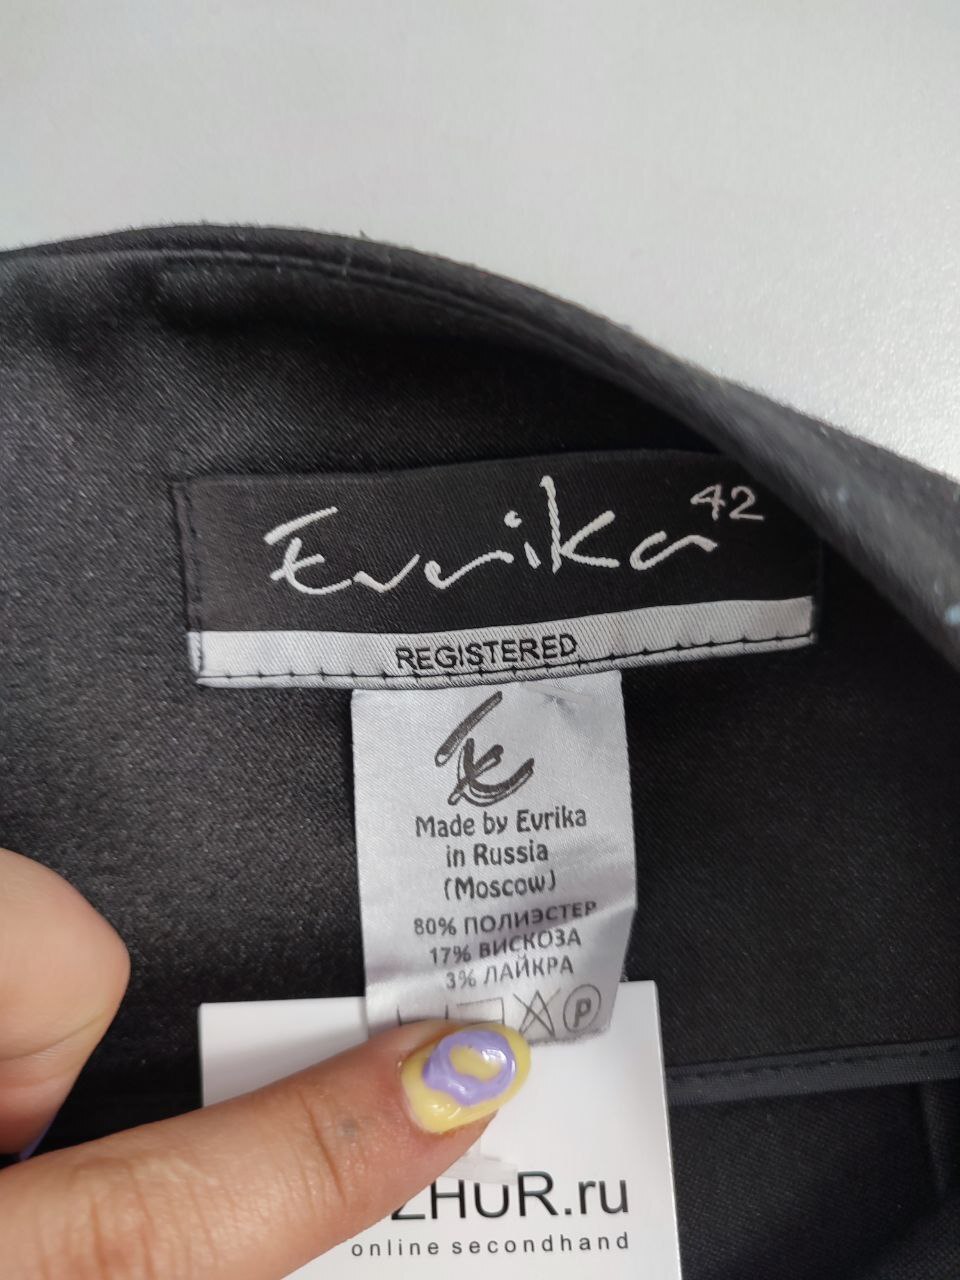 Evrika 42
REGISTERED
Made by Evrika
in Russia
(Moscow)
80% ПОЛИЭСТЕР
17% ВИСКОЗА
3% ЛАЙКРА
P
ZHUR.ru
online secondhand